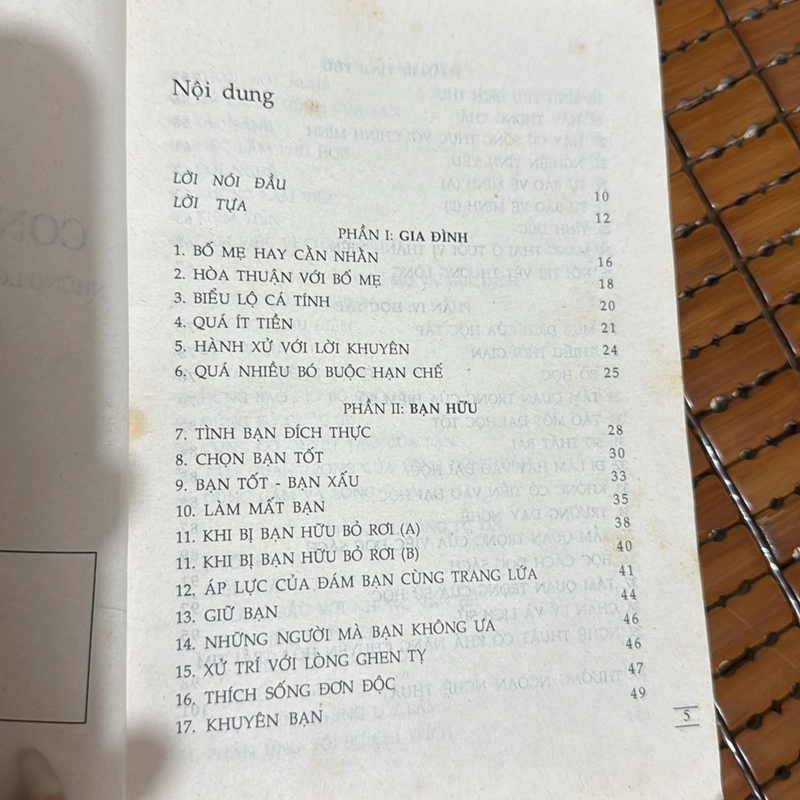 Nội dung
LỜI NÓI ĐẦU 10
LỜI TỰA 12
PHẦN I: GIA ĐÌNH
1. BỐ MẸ HAY CẰN NHẰN 16
2. HÒA THUẬN VỚI BỐ MẸ 18
3. BIỂU LỘ CÁ TÍNH 20
4. QUÁ ÍT TIỀN 21
5. HÀNH XỬ VỚI LỜI KHUYÊN 24
6. QUÁ NHIỀU BÓ BUỘC HẠN CHẾ 25
PHẦN II: BẠN HỮU
7. TÌNH BẠN ĐÍCH THỰC 28
8. CHỌN BẠN TỐT 30
9. BẠN TỐT - BẠN XẤU 33
10. LÀM MẤT BẠN 35
11. KHI BỊ BẠN HỮU BỎ RƠI (A) 38
11. KHI BỊ BẠN HỮU BỎ RƠI (B) 40
12. ÁP LỰC CỦA ĐÁM BẠN CÙNG TRANG LỨA 41
13. GIỮ BẠN 44
14. NHỮNG NGƯỜI MÀ BẠN KHÔNG ƯA 46
15. XỬ TRÍ VỚI LÒNG GHEN TỴ 46
16. THÍCH SỐNG ĐƠN ĐỘC 47
17. KHUYÊN BẠN 49
5